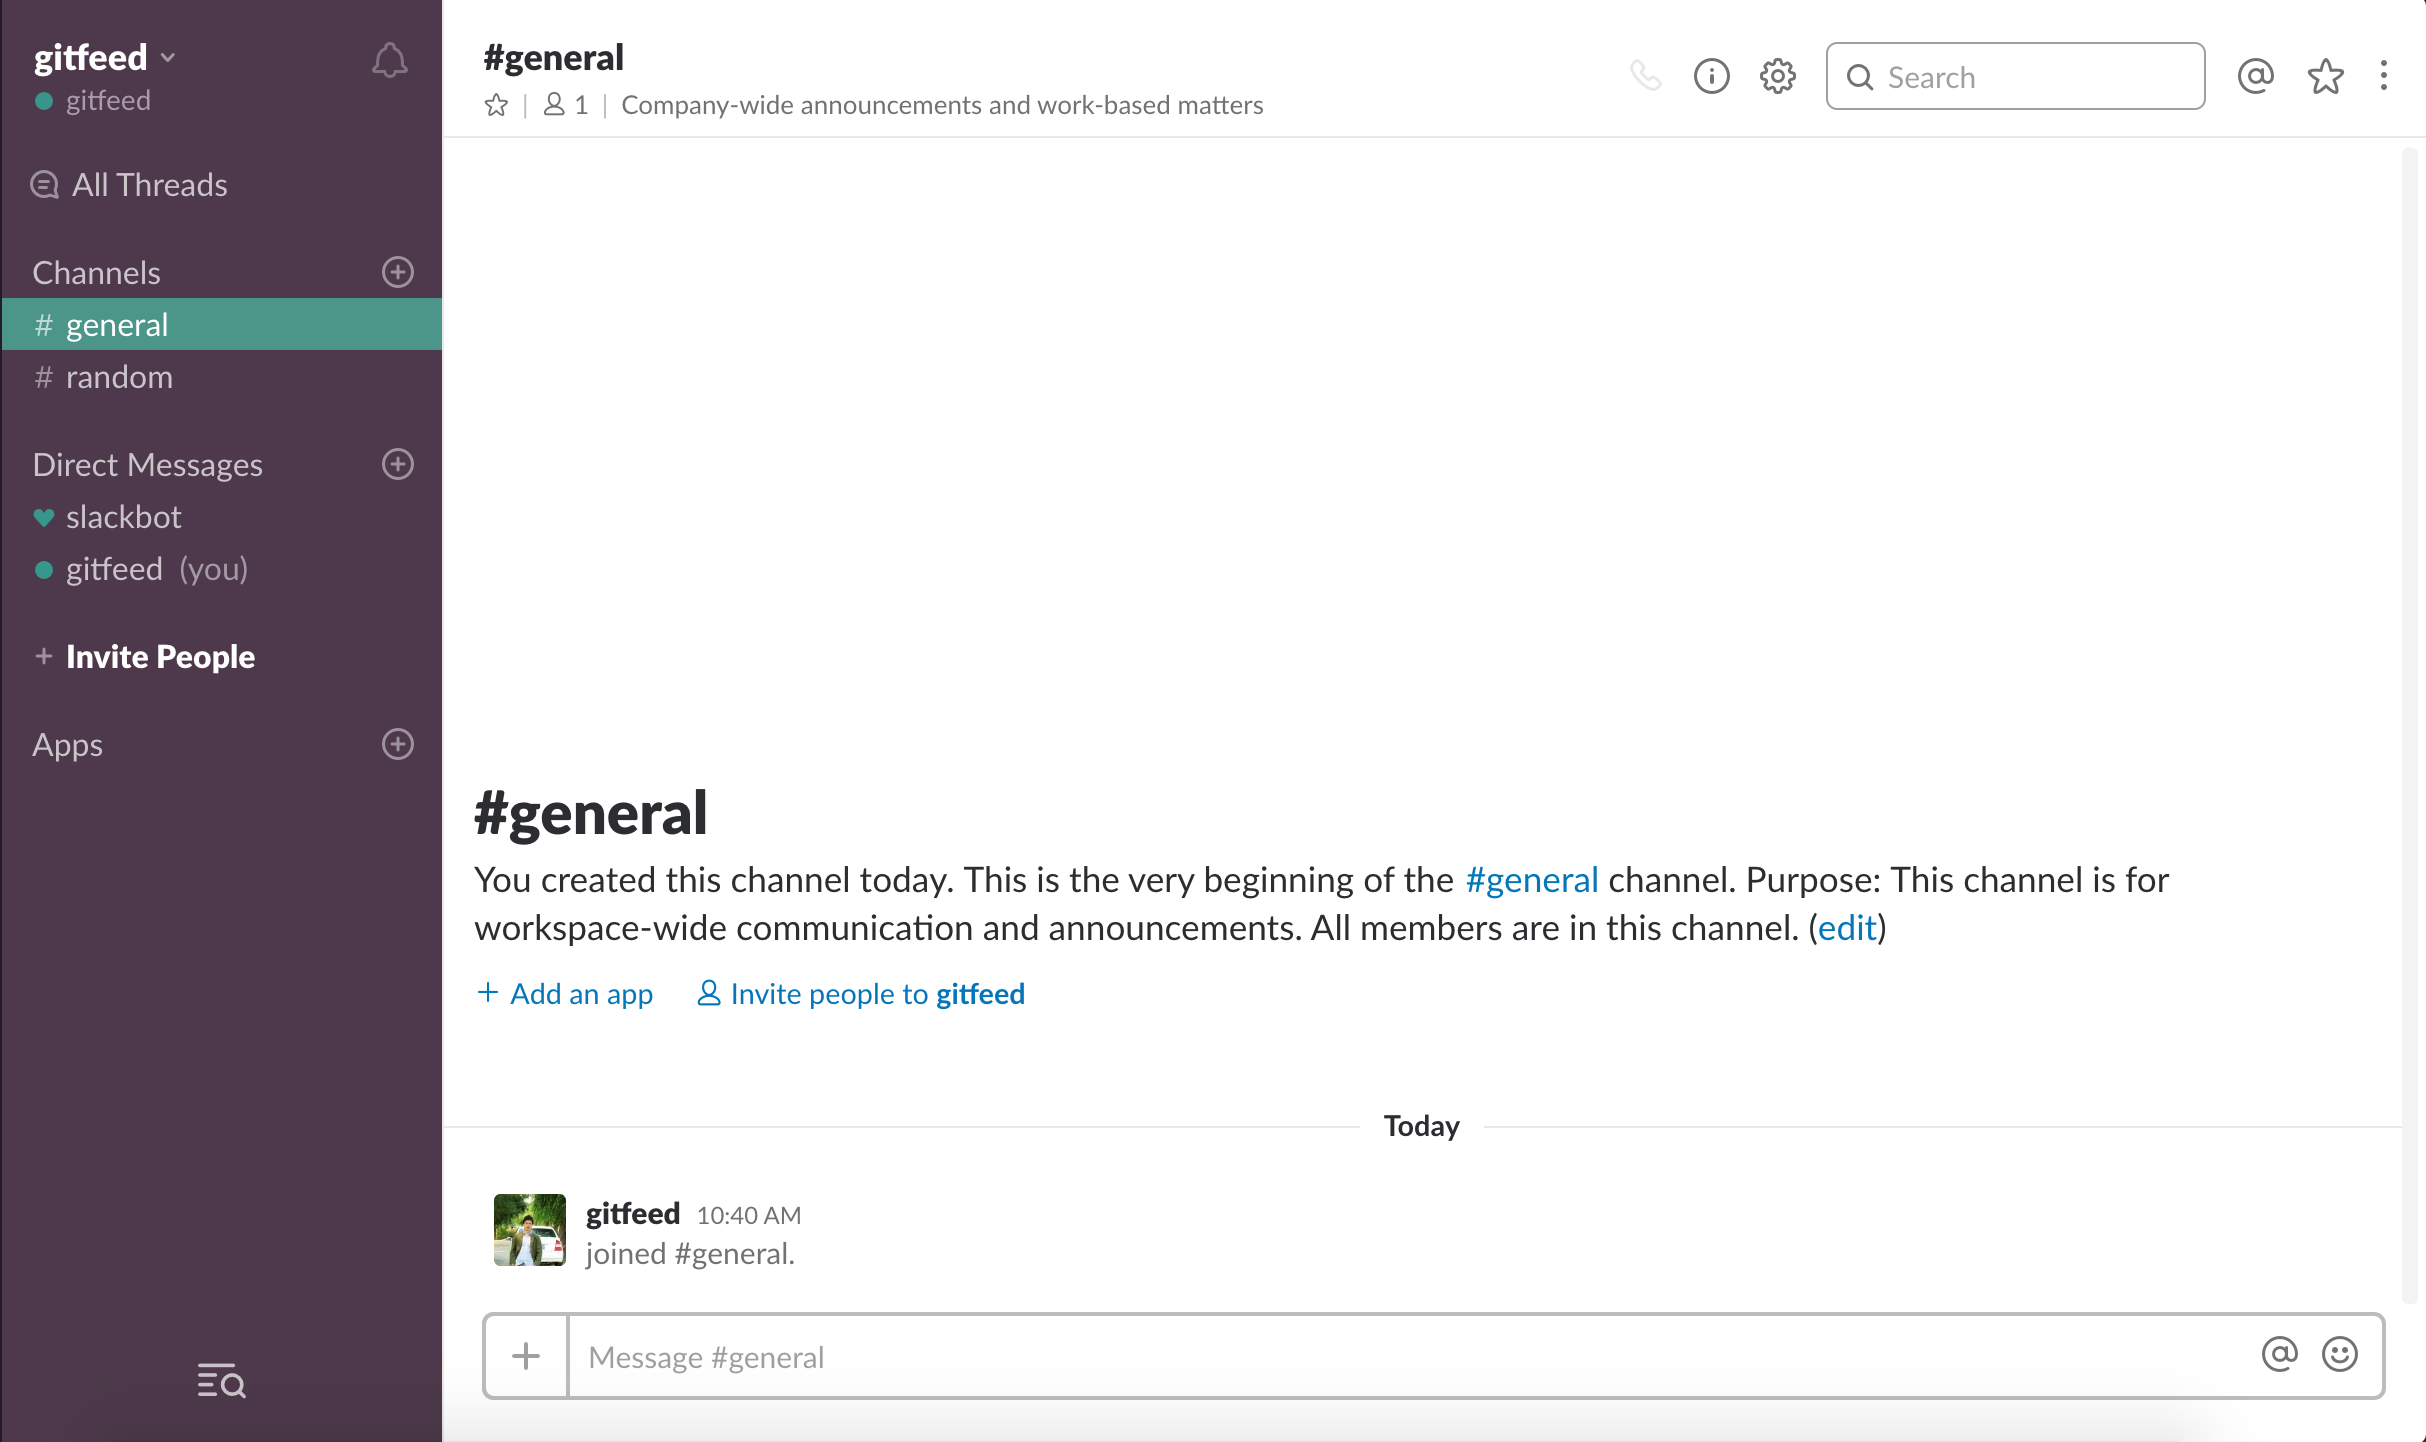 gitfeed
gitfeed
All Threads
Channels
# general
# random
Direct Messages
slackbot
gitfeed (you)
+ Invite People
Apps
#general
1 | Company-wide announcements and work-based matters
Search
#general
You created this channel today. This is the very beginning of the #general channel. Purpose: This channel is for
workspace-wide communication and announcements. All members are in this channel. (edit)
+ Add an app Invite people to gitfeed
Today
gitfeed 10:40 AM
joined #general.
+ Message #general